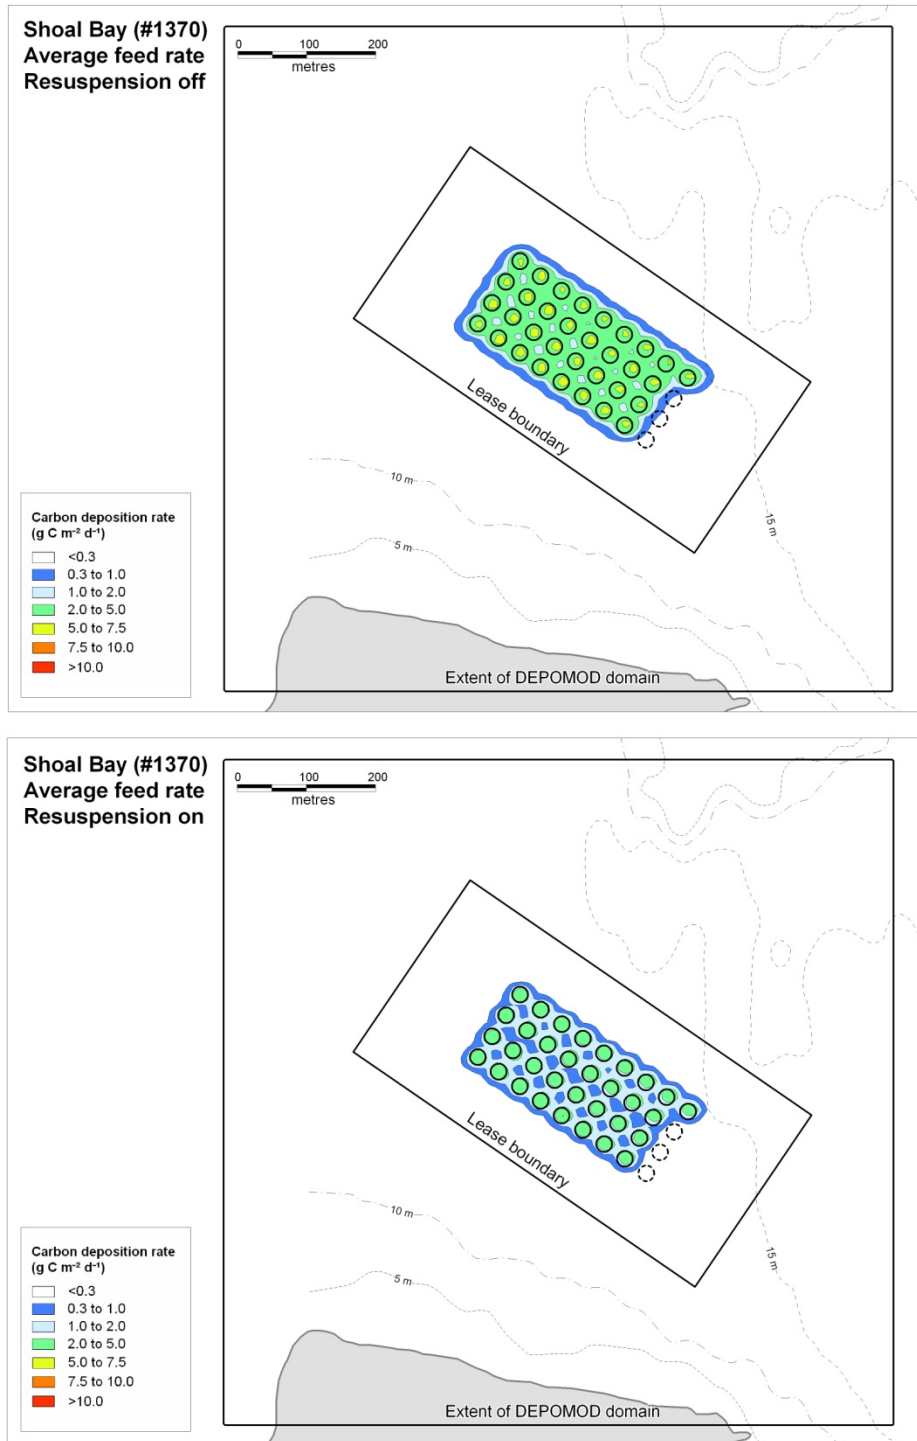 Shoal Bay (#1370)
Average feed rate
Resuspension off
0 100 200
metres
Lease boundary
10 m
5 m
15 m
Carbon deposition rate
(g C m⁻² d⁻¹)
<0.3
0.3 to 1.0
1.0 to 2.0
2.0 to 5.0
5.0 to 7.5
7.5 to 10.0
>10.0
Extent of DEPOMOD domain
Shoal Bay (#1370)
Average feed rate
Resuspension on
0 100 200
metres
Lease boundary
10 m
5 m
15 m
Carbon deposition rate
(g C m⁻² d⁻¹)
<0.3
0.3 to 1.0
1.0 to 2.0
2.0 to 5.0
5.0 to 7.5
7.5 to 10.0
>10.0
Extent of DEPOMOD domain